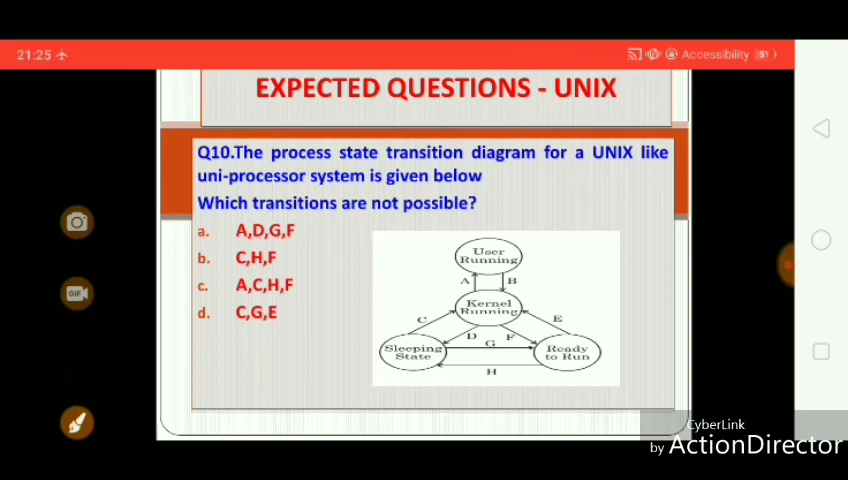 21:25
Accessibility 51
EXPECTED QUESTIONS - UNIX
Q10.The process state transition diagram for a UNIX like
uni-processor system is given below
Which transitions are not possible?
a. A,D,G,F
b. C,H,F
c. A,C,H,F
d. C,G,E
User
Running
A B
Kernel
Running
C E
D F
G
Sleeping
State
Ready
to Run
H
GIF
CyberLink
by ActionDirector